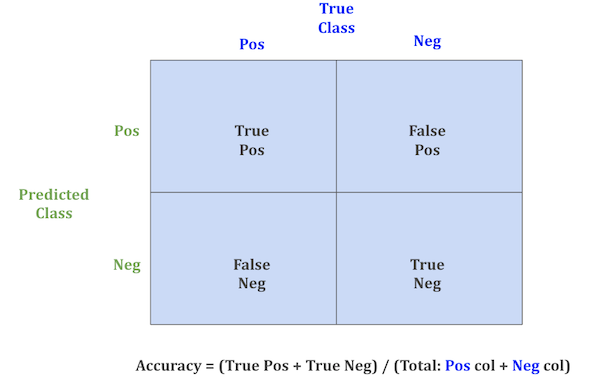 True
Class
Pos
Neg
Pos
True
Pos
False
Pos
Predicted
Class
Neg
False
Neg
True
Neg
Accuracy = (True Pos + True Neg) / (Total: Pos col + Neg col)